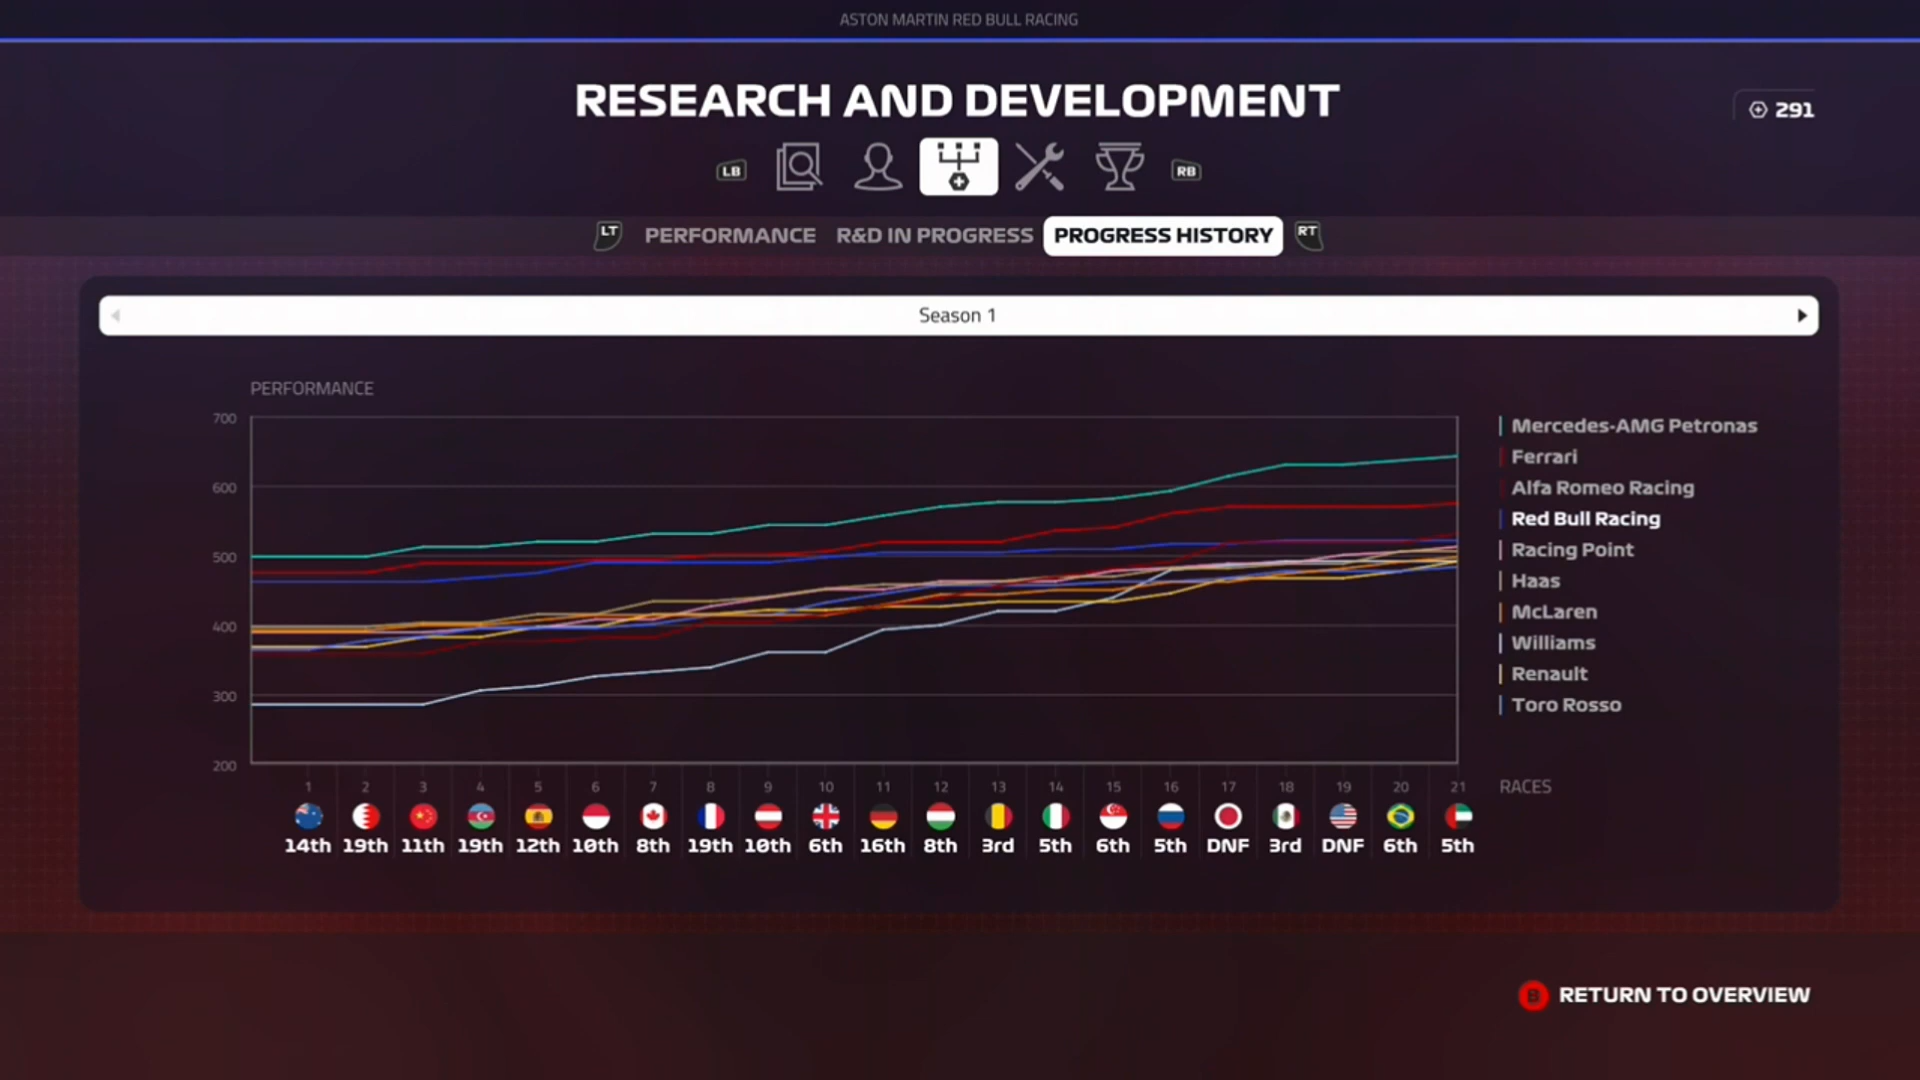 ASTON MARTIN RED BULL RACING
RESEARCH AND DEVELOPMENT
291
LB
RB
LT
PERFORMANCE
R&D IN PROGRESS
PROGRESS HISTORY
RT
Season 1
PERFORMANCE
700
600
500
400
300
200
Mercedes-AMG Petronas
Ferrari
Alfa Romeo Racing
Red Bull Racing
Racing Point
Haas
McLaren
Williams
Renault
Toro Rosso
1 2 3 4 5 6 7 8 9 10 11 12 13 14 15 16 17 18 19 20 21
RACES
14th 19th 11th 19th 12th 10th 8th 19th 10th 6th 16th 8th 3rd 5th 6th 5th DNF 3rd DNF 6th 5th
B
RETURN TO OVERVIEW